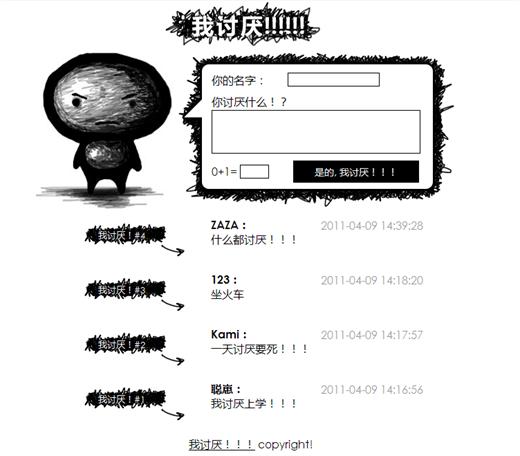 我讨厌!!!!!!
你的名字：
你讨厌什么！？
0+1=
是的, 我讨厌！！！
我讨厌！#4
ZAZA： 2011-04-09 14:39:28
什么都讨厌！！！
我讨厌！#3
123： 2011-04-09 14:18:20
坐火车
我讨厌！#2
Kami： 2011-04-09 14:17:57
一天讨厌要死！！！
我讨厌！#1
聪崽： 2011-04-09 14:16:56
我讨厌上学！！！
我讨厌！！！ copyright!